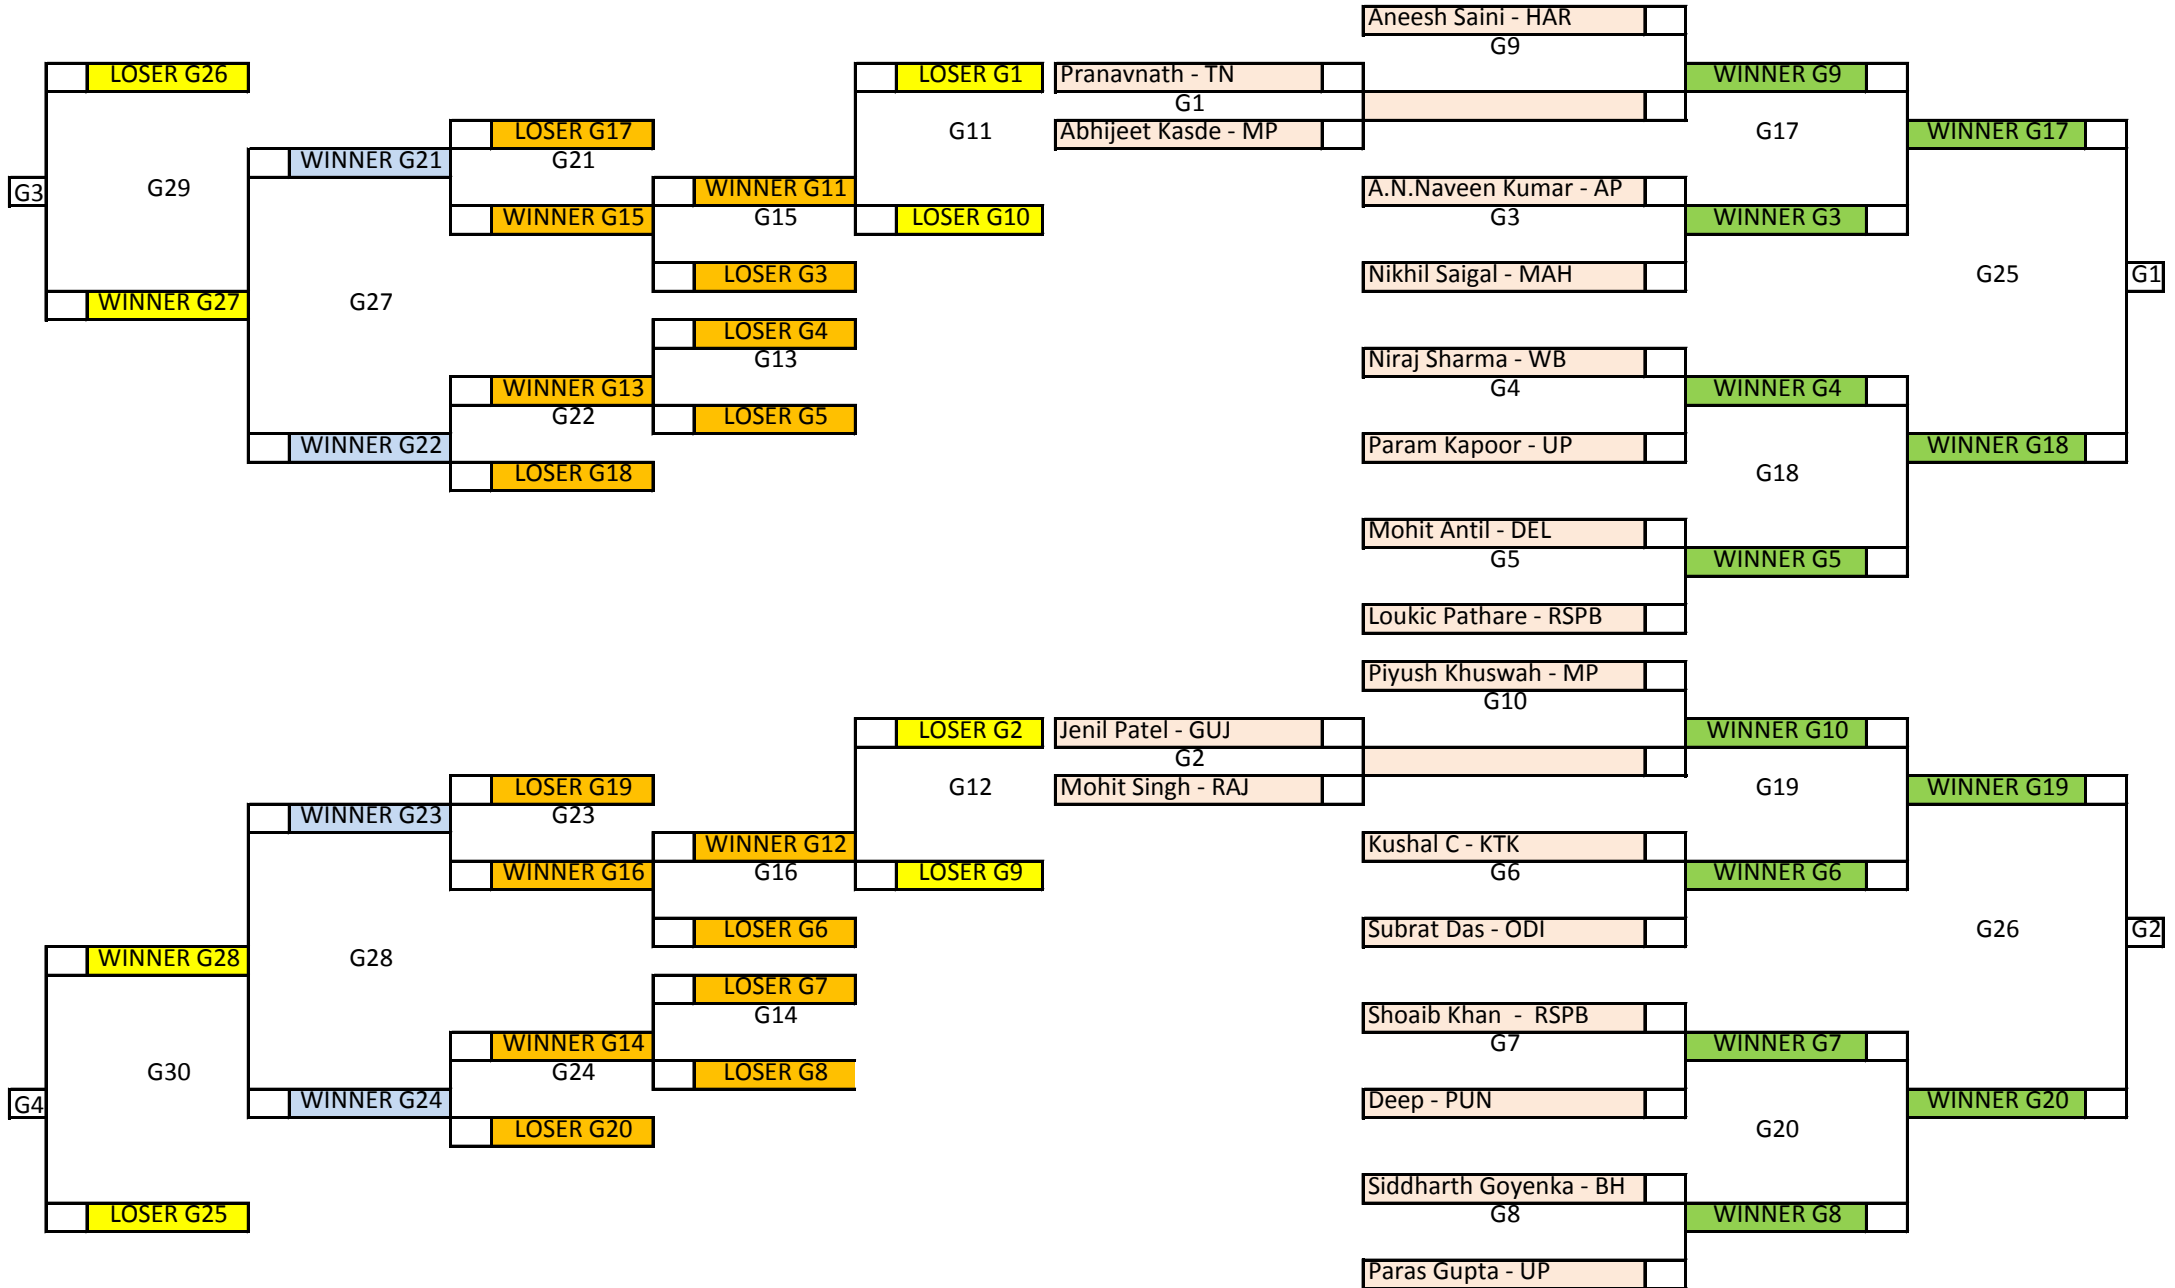 Aneesh Saini - HAR
G9
LOSER G26
LOSER G1
Pranavnath - TN
WINNER G9
G1
LOSER G17
G11
Abhijeet Kasde - MP
G17
WINNER G17
WINNER G21
G21
G3
G29
WINNER G11
A.N.Naveen Kumar - AP
WINNER G15
G15
LOSER G10
G3
WINNER G3
LOSER G3
Nikhil Saigal - MAH
G25
G1
WINNER G27
G27
LOSER G4
G13
Niraj Sharma - WB
WINNER G13
G4
WINNER G4
G22
LOSER G5
WINNER G22
Param Kapoor - UP
WINNER G18
LOSER G18
G18
Mohit Antil - DEL
G5
WINNER G5
Loukic Pathare - RSPB
Piyush Khuswah - MP
G10
LOSER G2
Jenil Patel - GUJ
WINNER G10
G2
LOSER G19
G12
Mohit Singh - RAJ
G19
WINNER G19
WINNER G23
G23
WINNER G12
Kushal C - KTK
WINNER G16
G16
LOSER G9
G6
WINNER G6
LOSER G6
Subrat Das - ODI
G26
G2
WINNER G28
G28
LOSER G7
G14
Shoaib Khan - RSPB
WINNER G14
G7
WINNER G7
G30
G24
LOSER G8
G4
WINNER G24
Deep - PUN
WINNER G20
LOSER G20
G20
Siddharth Goyenka - BH
LOSER G25
G8
WINNER G8
Paras Gupta - UP